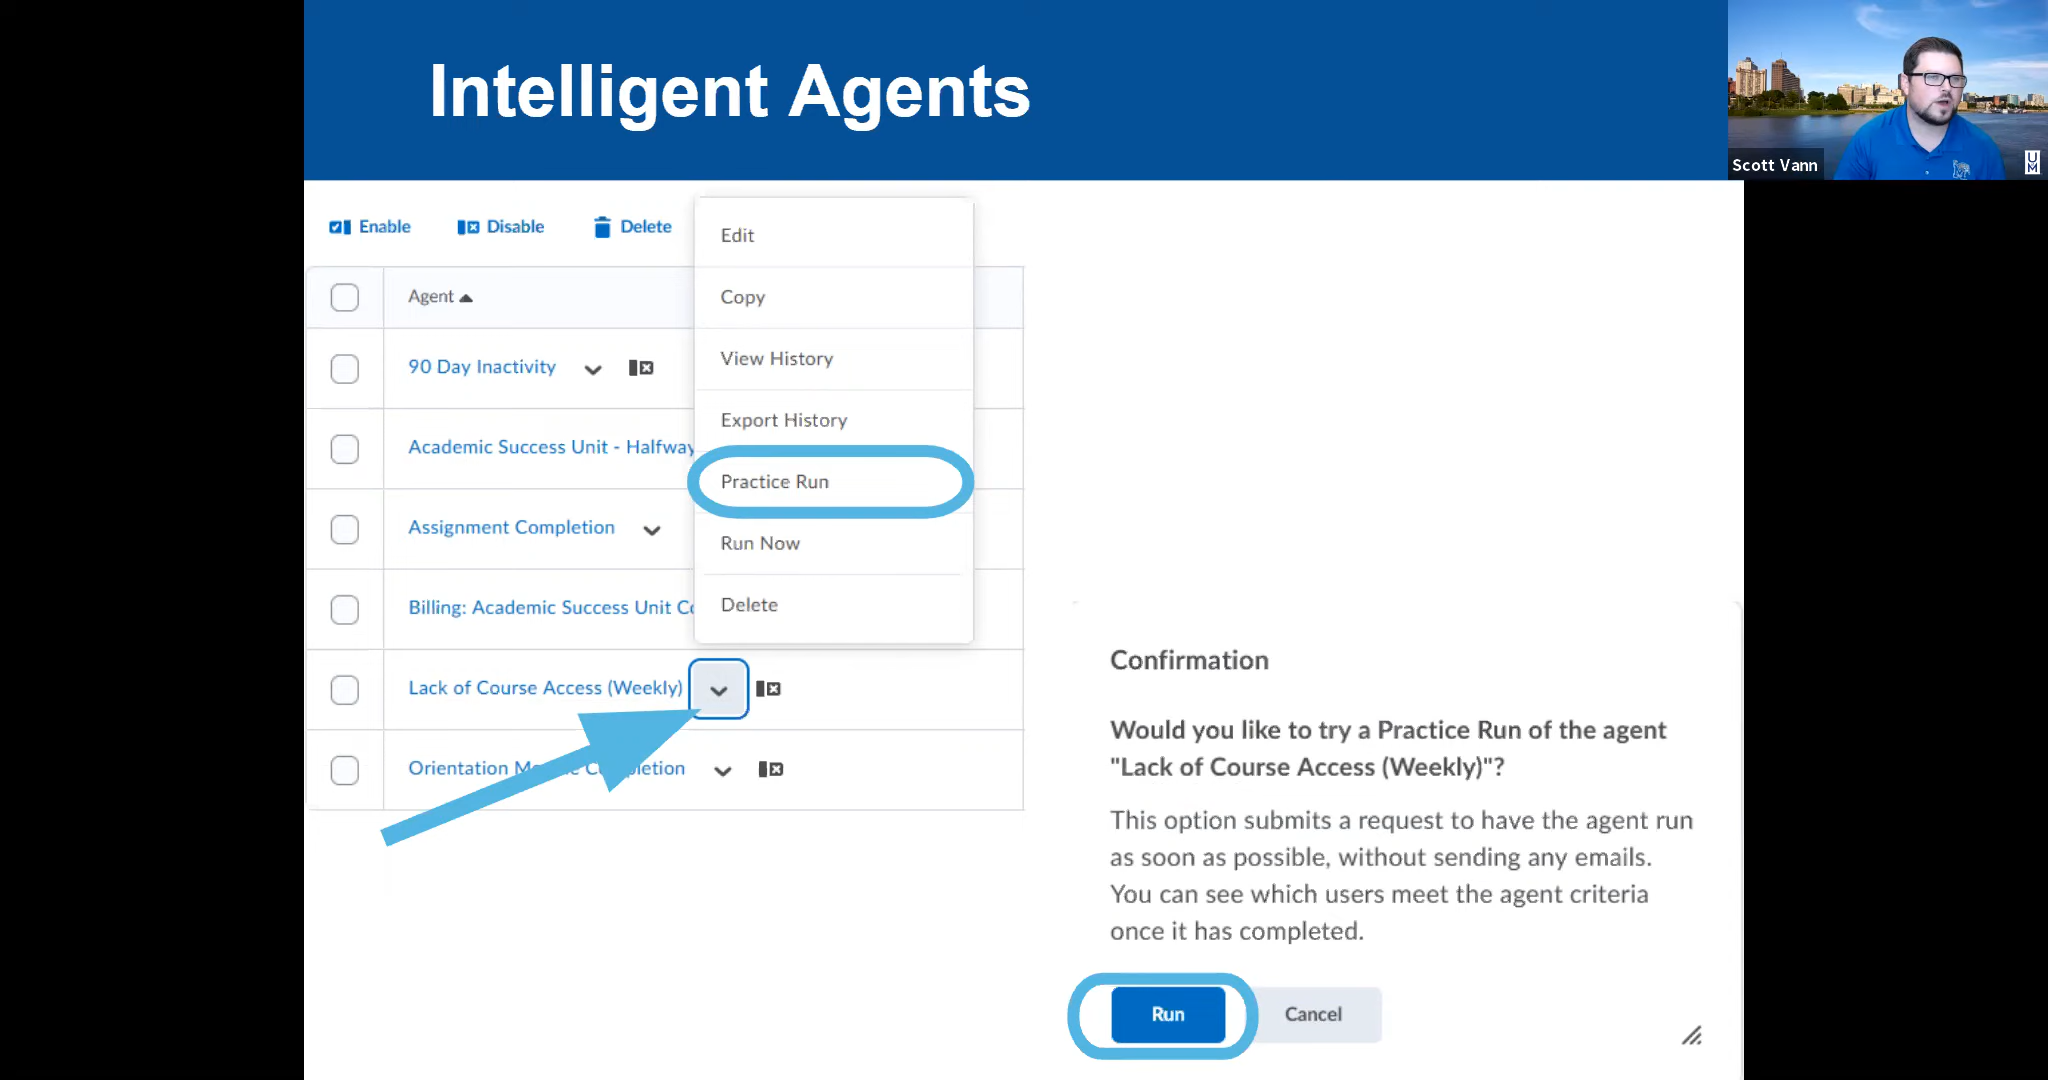 Intelligent Agents
Scott Vann
Enable Disable Delete
Agent
90 Day Inactivity
Academic Success Unit - Halfway
Assignment Completion
Billing: Academic Success Unit
Lack of Course Access (Weekly)
Orientation
Edit
Copy
View History
Export History
Practice Run
Run Now
Delete
Confirmation
Would you like to try a Practice Run of the agent
"Lack of Course Access (Weekly)"?
This option submits a request to have the agent run
as soon as possible, without sending any emails.
You can see which users meet the agent criteria
once it has completed.
Run Cancel